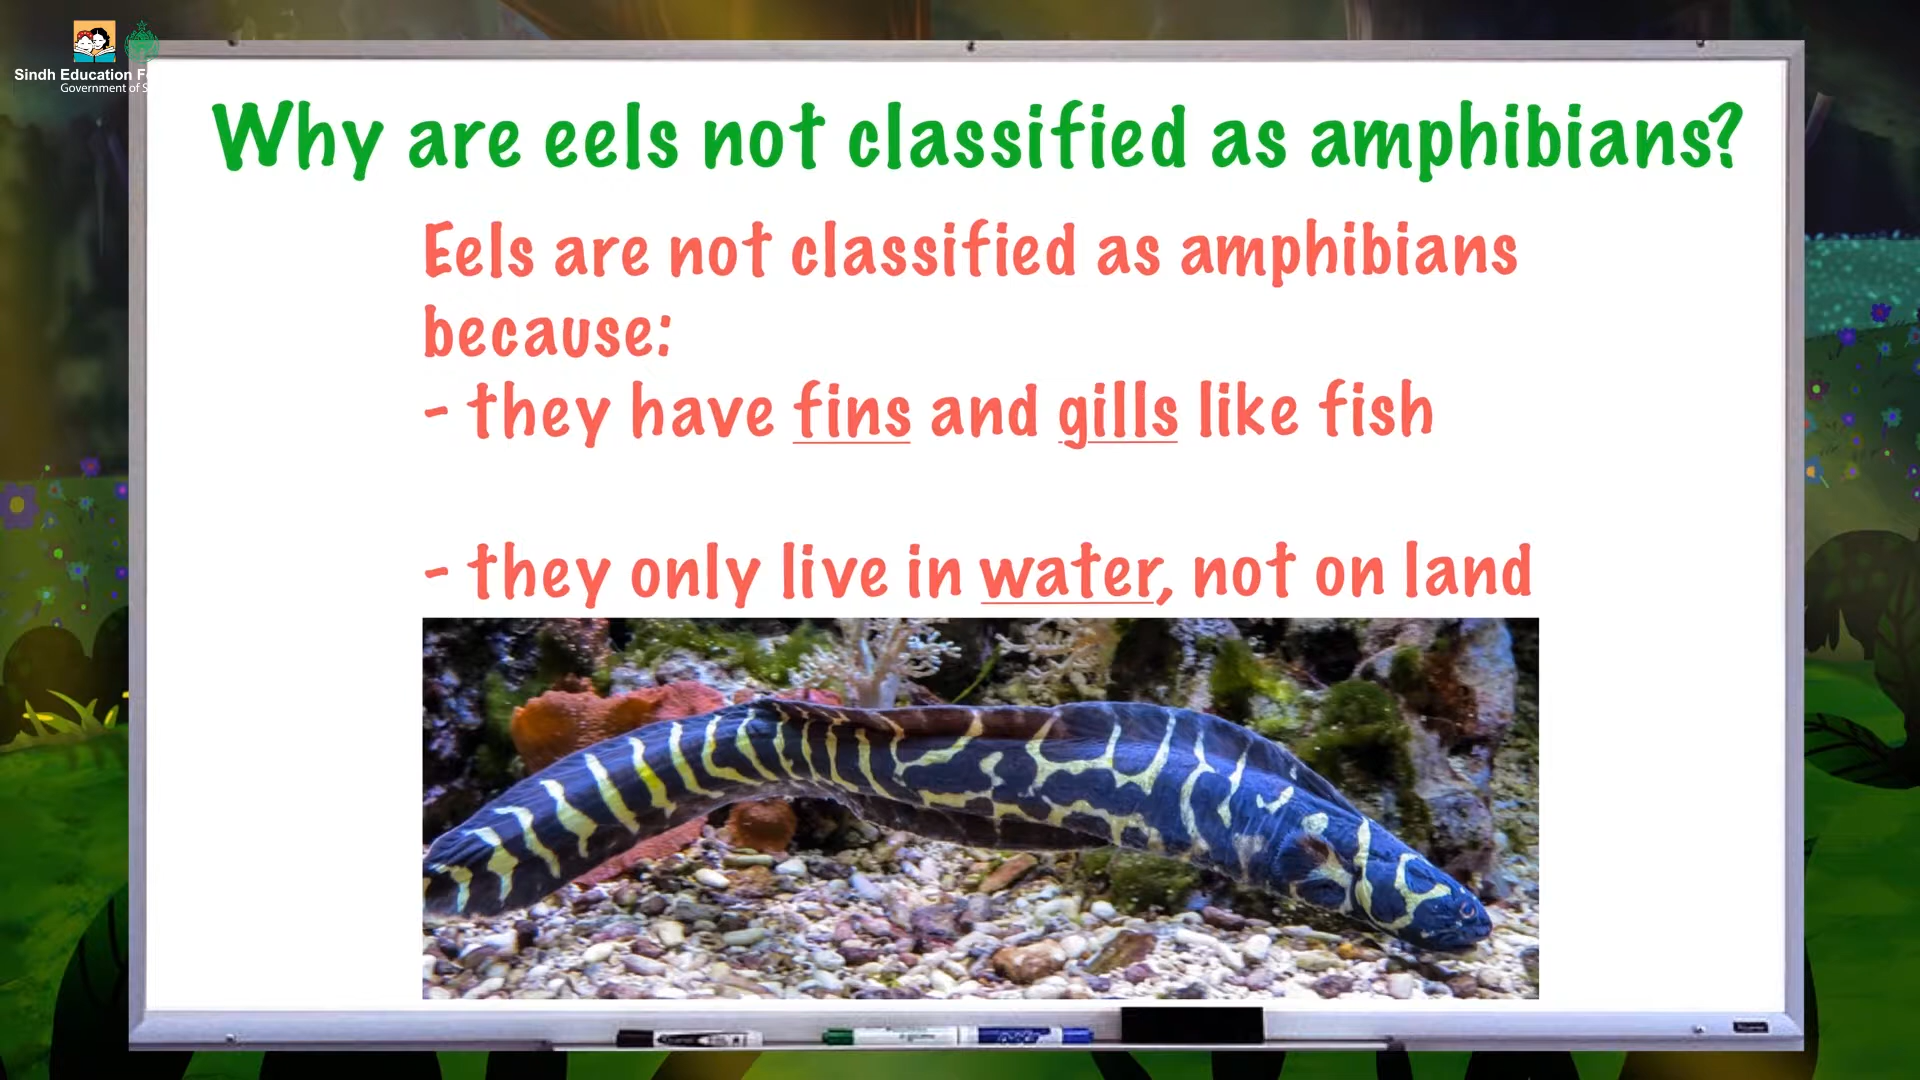 Sindh Education
Government of
Why are eels not classified as amphibians?
Eels are not classified as amphibians
because:
- they have fins and gills like fish
- they only live in water, not on land